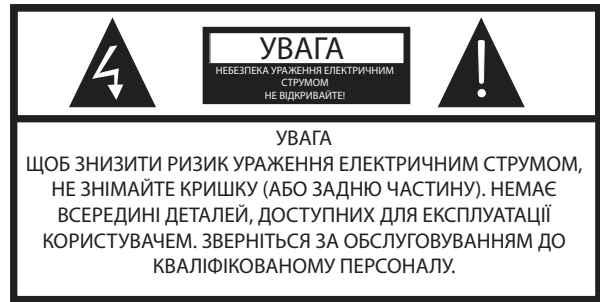 УВАГА
НЕБЕЗПЕКА УРАЖЕННЯ ЕЛЕКТРИЧНИМ
СТРУМОМ
НЕ ВІДКРИВАЙТЕ!
УВАГА
ЩОБ ЗНИЗИТИ РИЗИК УРАЖЕННЯ ЕЛЕКТРИЧНИМ СТРУМОМ,
НЕ ЗНІМАЙТЕ КРИШКУ (АБО ЗАДНЮ ЧАСТИНУ). НЕМАЄ
ВСЕРЕДИНІ ДЕТАЛЕЙ, ДОСТУПНИХ ДЛЯ ЕКСПЛУАТАЦІЇ
КОРИСТУВАЧЕМ. ЗВЕРНІТЬСЯ ЗА ОБСЛУГОВУВАННЯМ ДО
КВАЛІФІКОВАНОМУ ПЕРСОНАЛУ.